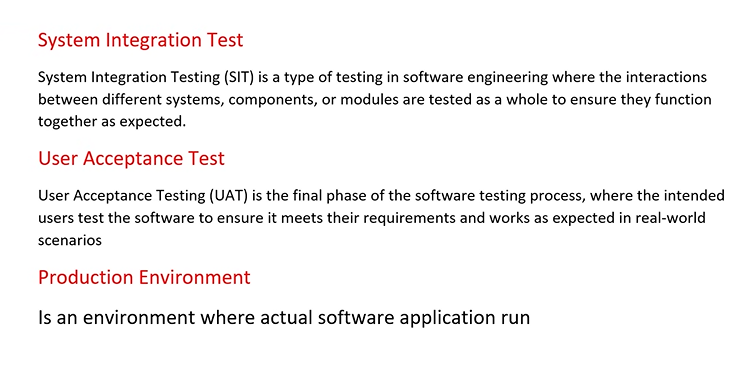 System Integration Test
System Integration Testing (SIT) is a type of testing in software engineering where the interactions
between different systems, components, or modules are tested as a whole to ensure they function
together as expected.
User Acceptance Test
User Acceptance Testing (UAT) is the final phase of the software testing process, where the intended
users test the software to ensure it meets their requirements and works as expected in real-world
scenarios
Production Environment
Is an environment where actual software application run